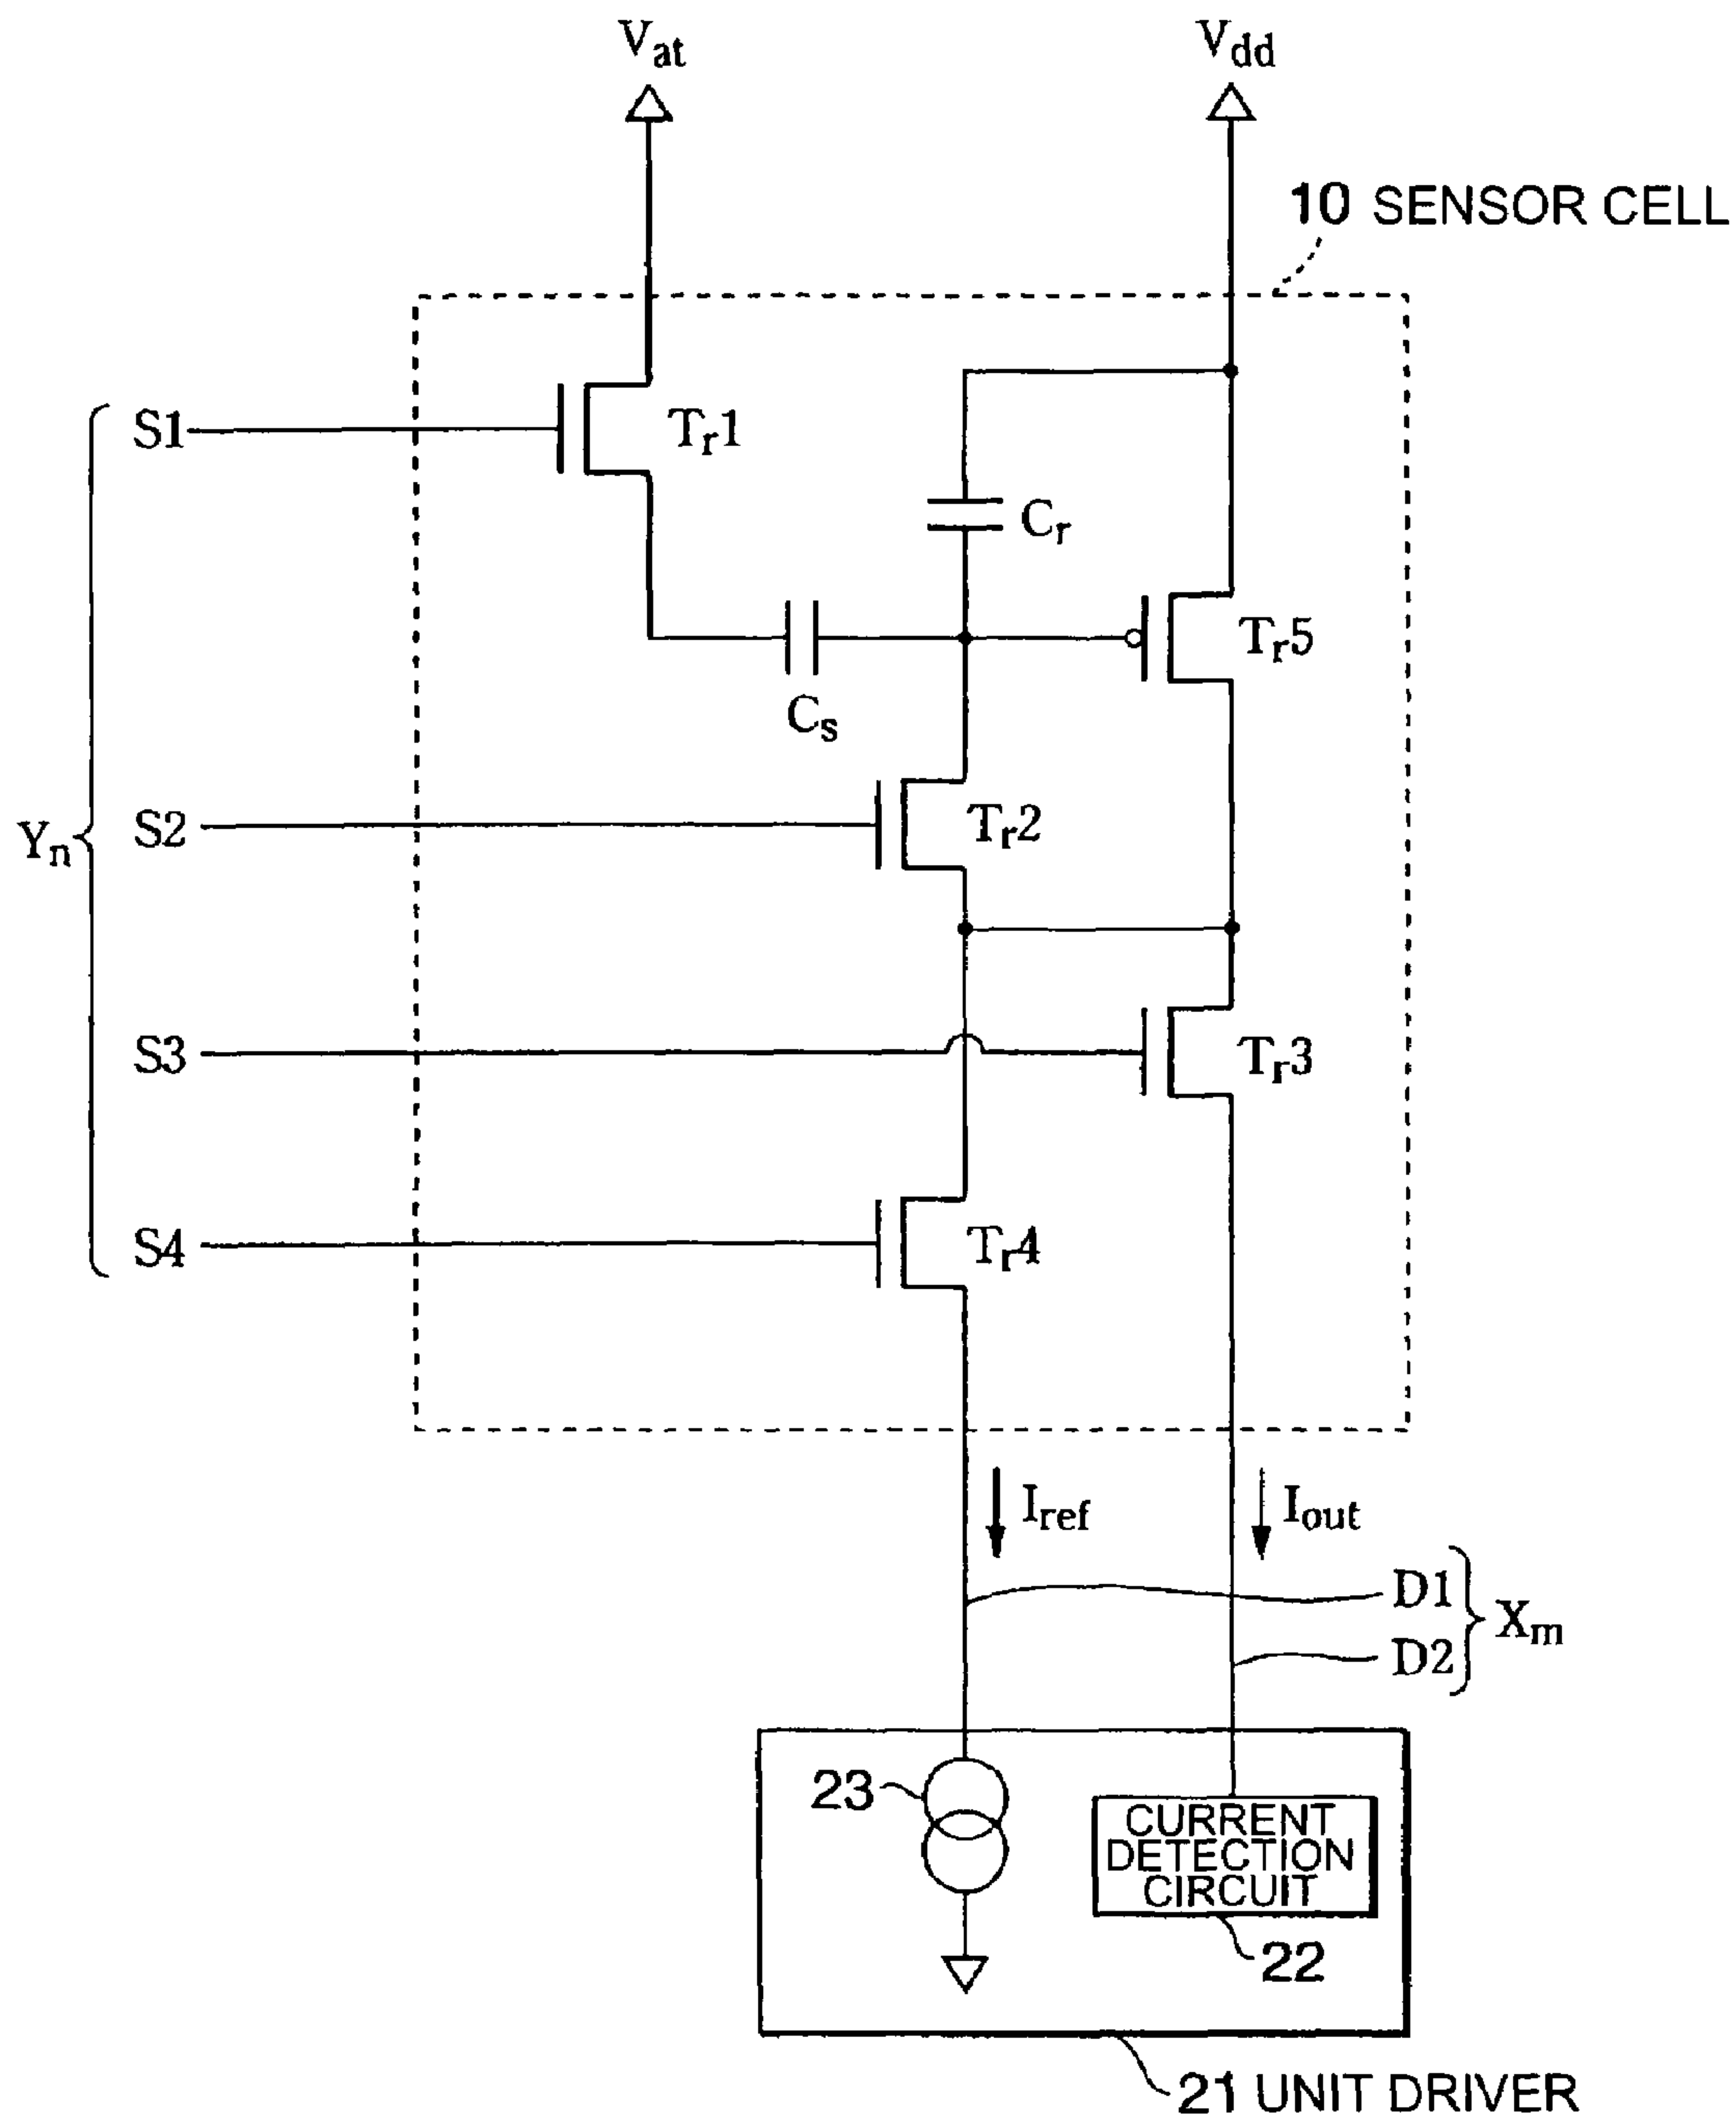 Vat
Vdd
10 SENSOR CELL
S1
Tr1
Cr
Tr5
Cs
Yn
S2
Tr2
S3
Tr3
S4
Tr4
Iref
Iout
D1
Xm
D2
23
CURRENT
DETECTION
CIRCUIT
22
21 UNIT DRIVER